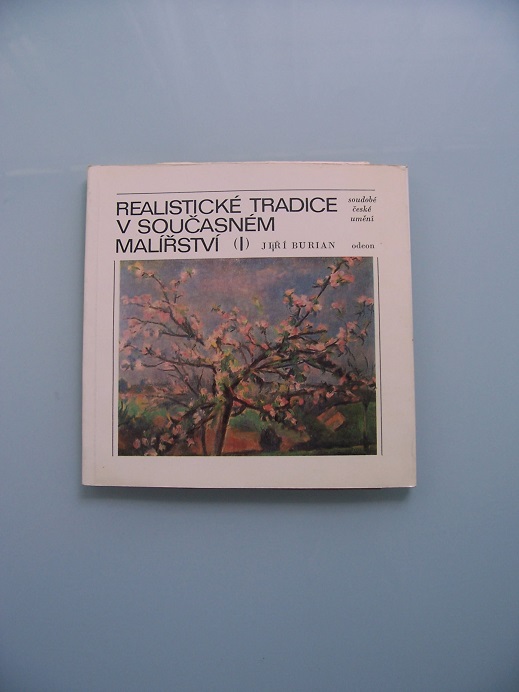 REALISTICKÉ TRADICE
V SOUČASNÉM
MALÍŘSTVÍ (I) JIŘÍ BURIAN
soudobé
české
umění
odeon